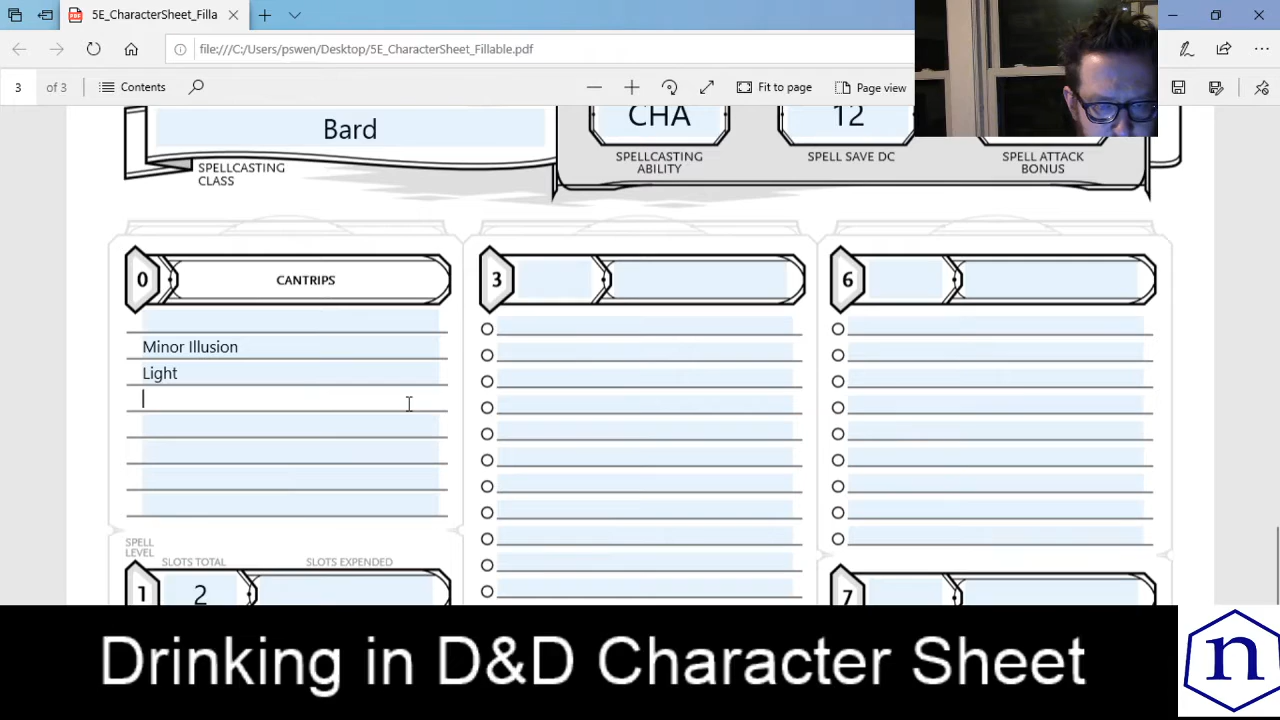 5E_CharacterSheet_Filla
file:///C:/Users/pswen/Desktop/5E_CharacterSheet_Fillable.pdf
3 of 3
Contents
Fit to page
Page view
Bard
SPELLCASTING
CLASS
CHA
SPELLCASTING
ABILITY
12
SPELL SAVE DC
SPELL ATTACK
BONUS
0
CANTRIPS
Minor Illusion
Light
3
6
SPELL
LEVEL
SLOTS TOTAL
SLOTS EXPENDED
1
2
7
Drinking in D&D Character Sheet
n